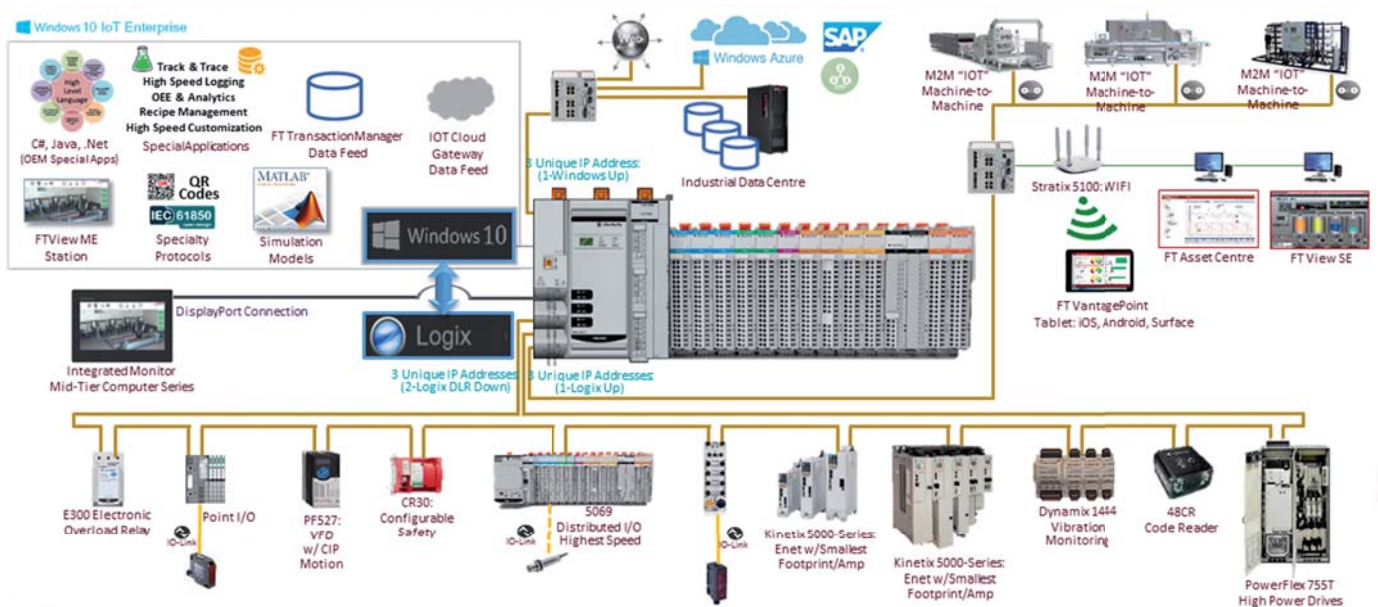 Windows 10 IoT Enterprise
High
Level
Language
C#, Java, .Net
(OEM Special Apps)
Track & Trace
High Speed Logging
OEE & Analytics
Recipe Management
High Speed Customization
SpecialApplications
FT TransactionManager
Data Feed
IOT Cloud
Gateway
Data Feed
FTView ME
Station
QR
Codes
IEC 61850
Specialty
Protocols
MATLAB
Simulation
Models
Windows 10
Logix
DisplayPort Connection
Integrated Monitor
Mid-Tier Computer Series
3 Unique IP Addresses
(2-Logix DLR Down)
3 Unique IP Addresses
(1-Logix Up)
3 Unique IP Address:
(1-Windows Up)
Web
Windows Azure
SAP
Industrial Data Centre
M2M "IOT"
Machine-to-
Machine
M2M "IOT"
Machine-to-
Machine
M2M "IOT"
Machine-to-
Machine
Stratix 5100: WIFI
FT VantagePoint
Tablet: iOS, Android, Surface
FT Asset Centre
FT View SE
E300 Electronic
Overload Relay
Point I/O
IO-Link
PF527:
VFD
w/ CIP
Motion
CR30:
Configurable
Safety
5069
Distributed I/O
Highest Speed
IO-Link
IO-Link
Kinetix 5000-Series:
Enet w/Smallest
Footprint/Amp
Kinetix 5000-Series:
Enet w/Smallest
Footprint/Amp
Dynamix 1444
Vibration
Monitoring
48CR
Code Reader
PowerFlex 755T
High Power Drives